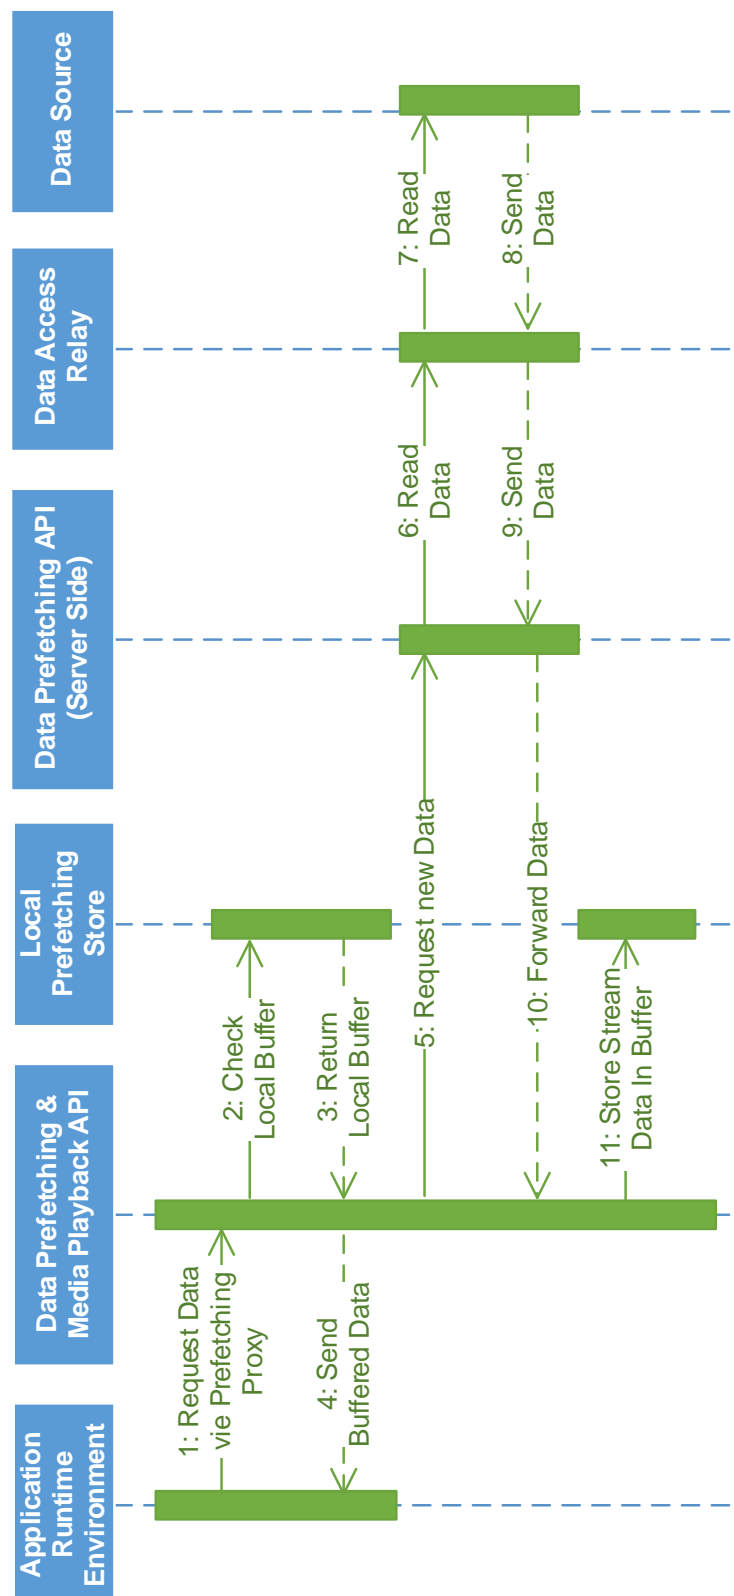 Application
Runtime
Environment
Data Prefetching &
Media Playback API
Local
Prefetching
Store
Data Prefetching API
(Server Side)
Data Access
Relay
Data Source
1: Request Data
vie Prefetching
Proxy
2: Check
Local Buffer
3: Return
Local Buffer
4: Send
Buffered Data
5: Request new Data
6: Read
Data
7: Read
Data
8: Send
Data
9: Send
Data
10: Forward Data
11: Store Stream
Data In Buffer